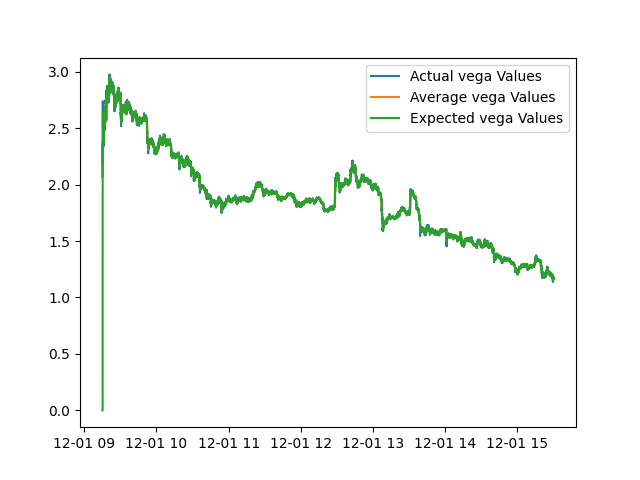 Actual vega Values
Average vega Values
Expected vega Values
3.0
2.5
2.0
1.5
1.0
0.5
0.0
12-01 09 12-01 10 12-01 11 12-01 12 12-01 13 12-01 14 12-01 15